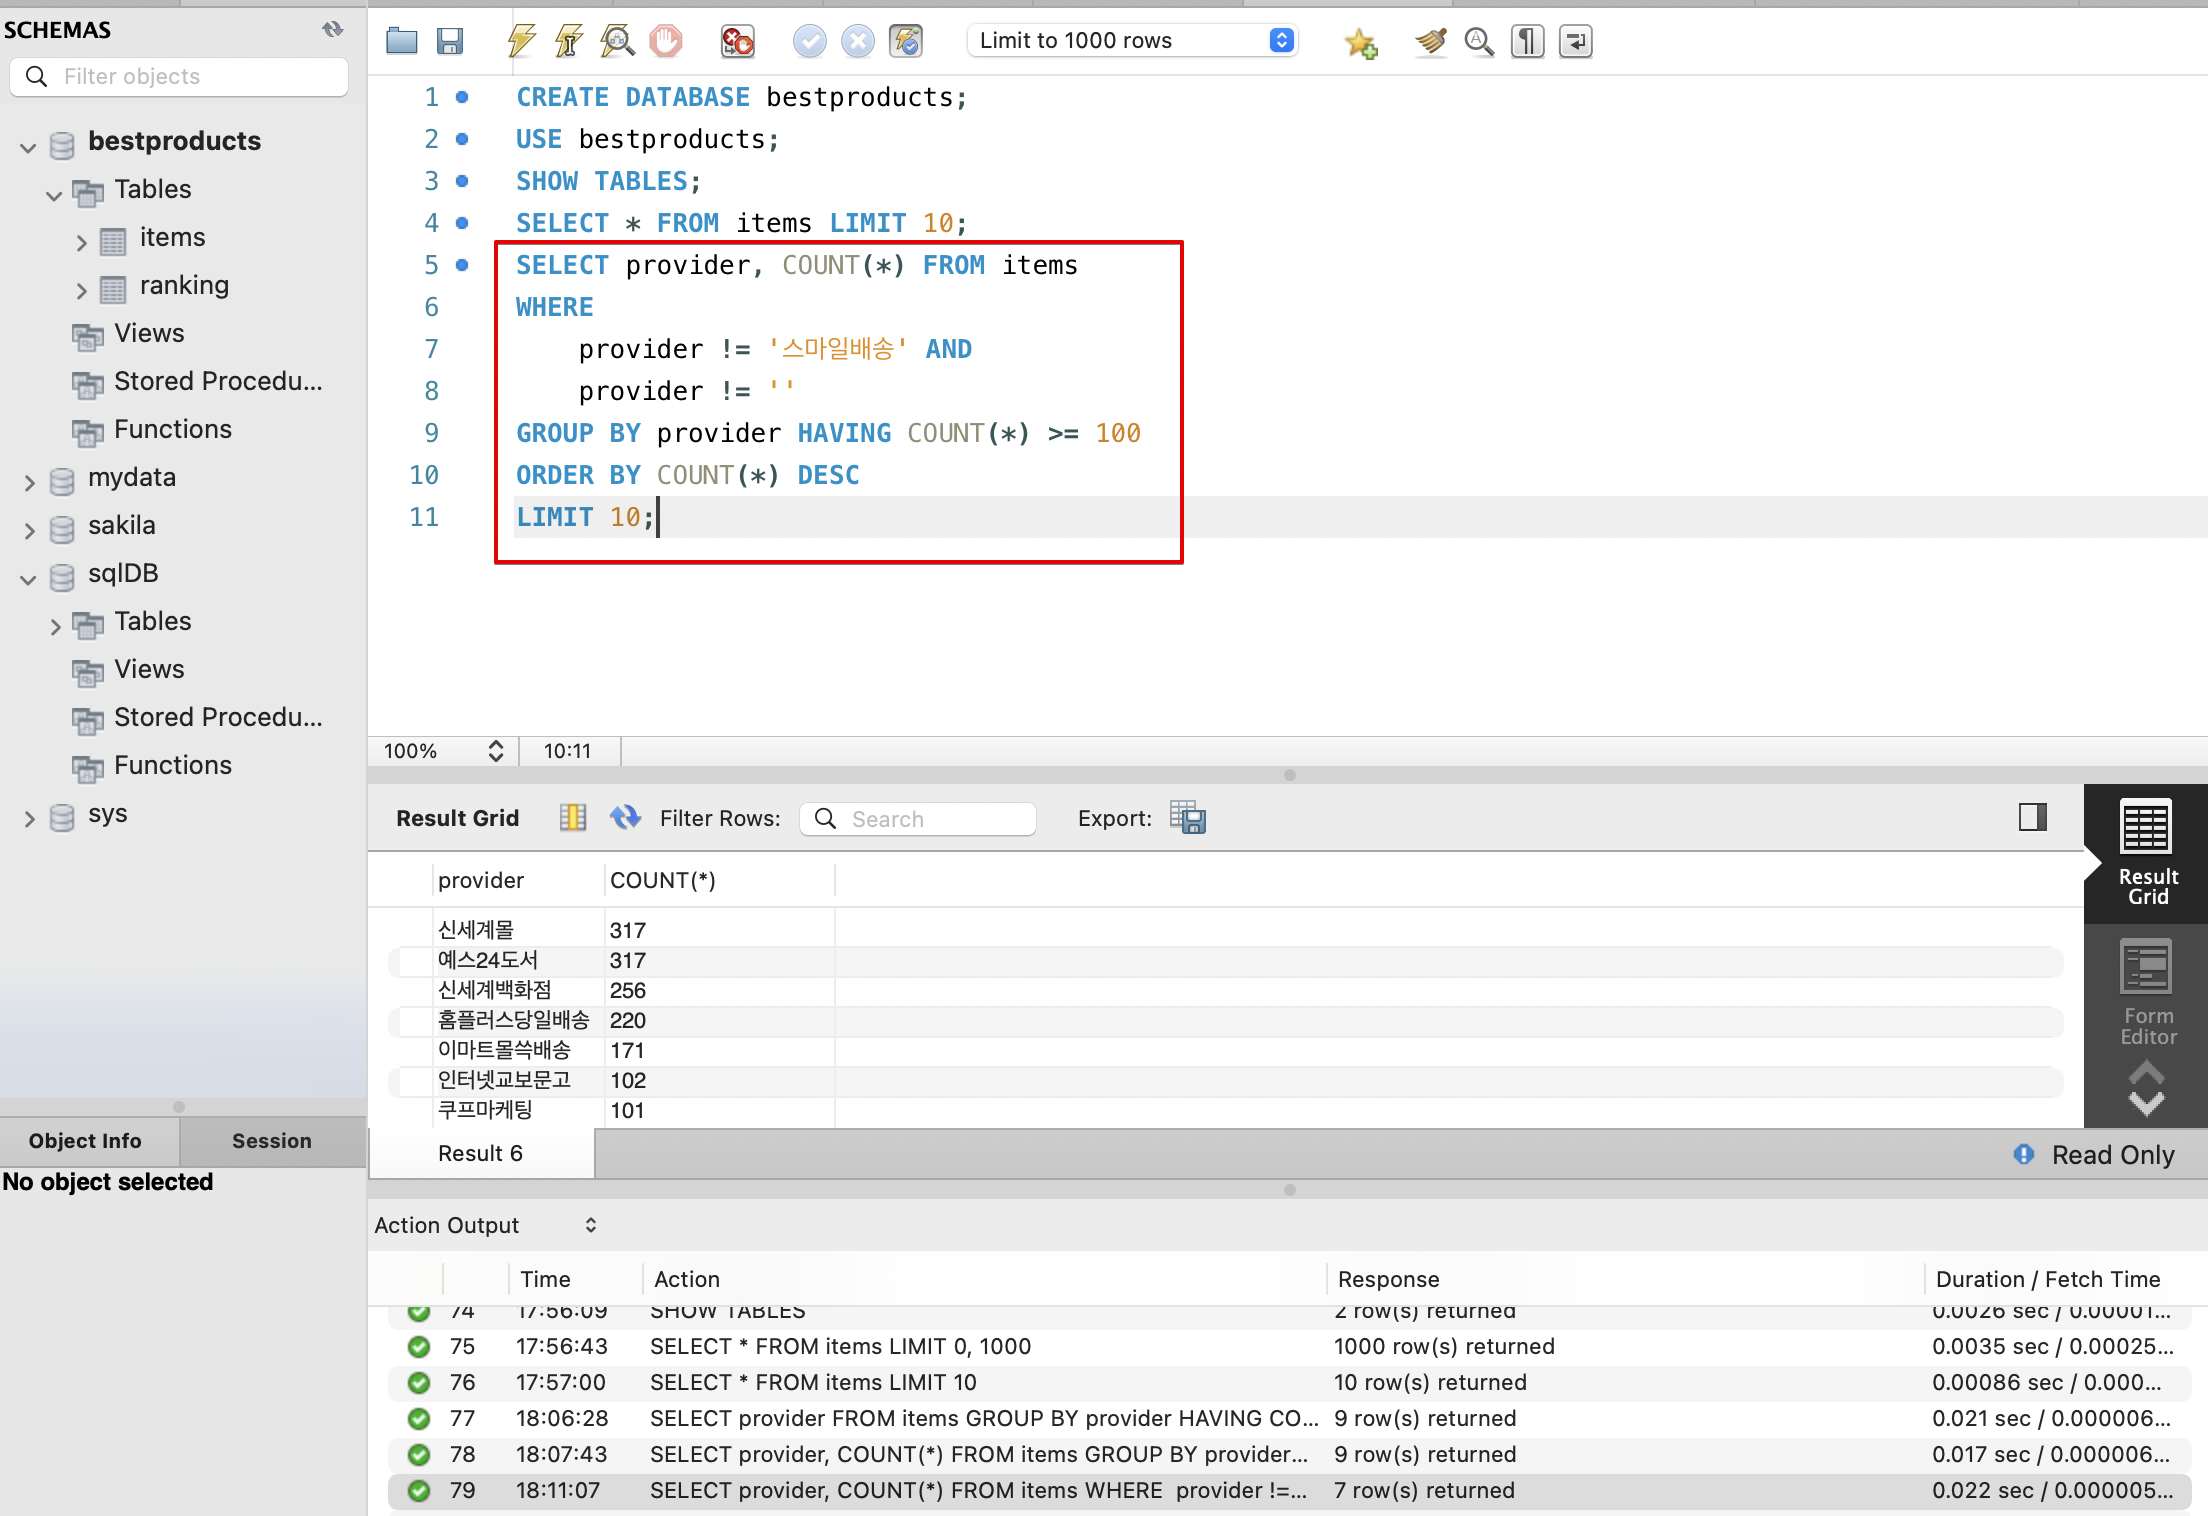 SCHEMAS
Filter objects
bestproducts
Tables
items
ranking
Views
Stored Procedu...
Functions
mydata
sakila
sqlDB
Tables
Views
Stored Procedu...
Functions
sys
Object Info Session
No object selected
Limit to 1000 rows
1 CREATE DATABASE bestproducts;
2 USE bestproducts;
3 SHOW TABLES;
4 SELECT * FROM items LIMIT 10;
5 SELECT provider, COUNT(*) FROM items
6 WHERE
7 provider != '스마일배송' AND
8 provider != ''
9 GROUP BY provider HAVING COUNT(*) >= 100
10 ORDER BY COUNT(*) DESC
11 LIMIT 10;
100% 10:11
Result Grid Filter Rows: Search Export:
provider COUNT(*)
신세계몰 317
예스24도서 317
신세계백화점 256
홈플러스당일배송 220
이마트몰쓱배송 171
인터넷교보문고 102
쿠프마케팅 101
Result
Grid
Form
Editor
Result 6 Read Only
Action Output
Time Action Response Duration / Fetch Time
74 17:56:09 SHOW TABLES 2 row(s) returned 0.0026 sec / 0.00001...
75 17:56:43 SELECT * FROM items LIMIT 0, 1000 1000 row(s) returned 0.0035 sec / 0.00025...
76 17:57:00 SELECT * FROM items LIMIT 10 10 row(s) returned 0.00086 sec / 0.000...
77 18:06:28 SELECT provider FROM items GROUP BY provider HAVING CO... 9 row(s) returned 0.021 sec / 0.000006...
78 18:07:43 SELECT provider, COUNT(*) FROM items GROUP BY provider... 9 row(s) returned 0.017 sec / 0.000006...
79 18:11:07 SELECT provider, COUNT(*) FROM items WHERE provider !=... 7 row(s) returned 0.022 sec / 0.000005...